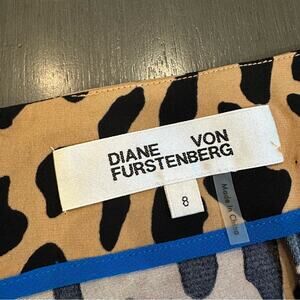 DIANE VON
FURSTENBERG
8
Made in China